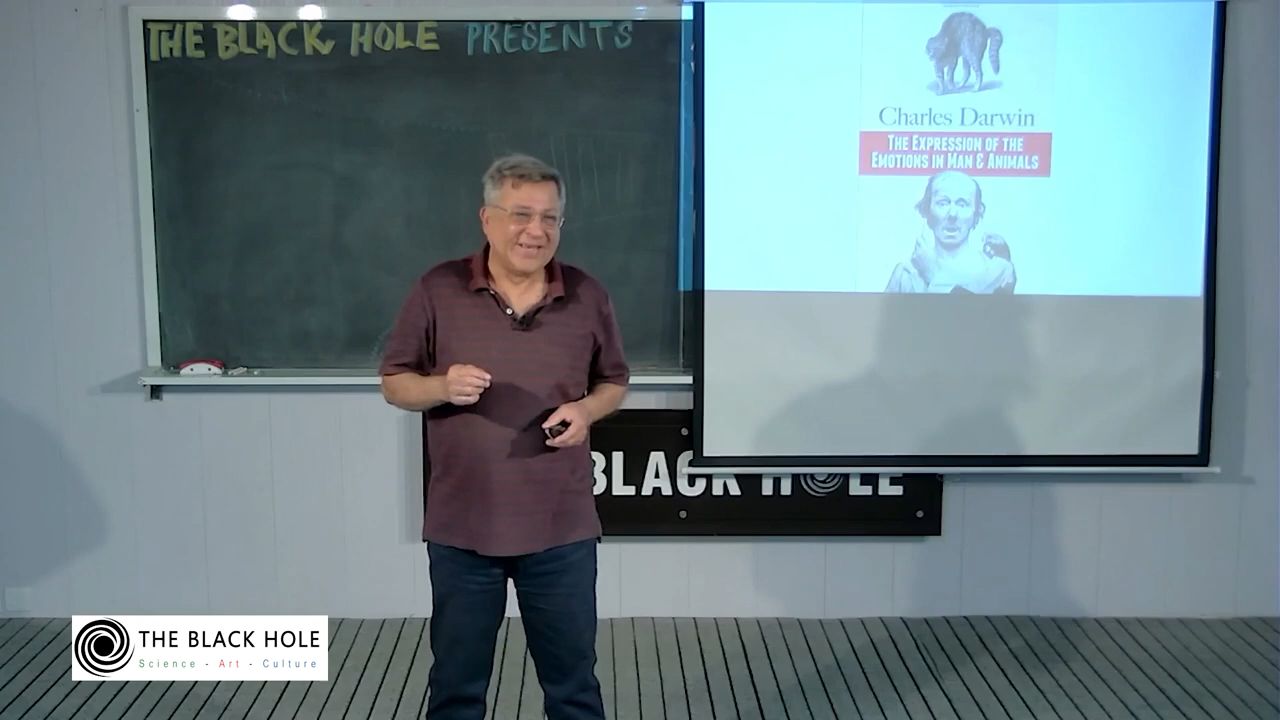 THE BLACK HOLE PRESENTS
Charles Darwin
THE EXPRESSION OF THE
EMOTIONS IN MAN & ANIMALS
BLACK HOLE
THE BLACK HOLE
Science - Art - Culture